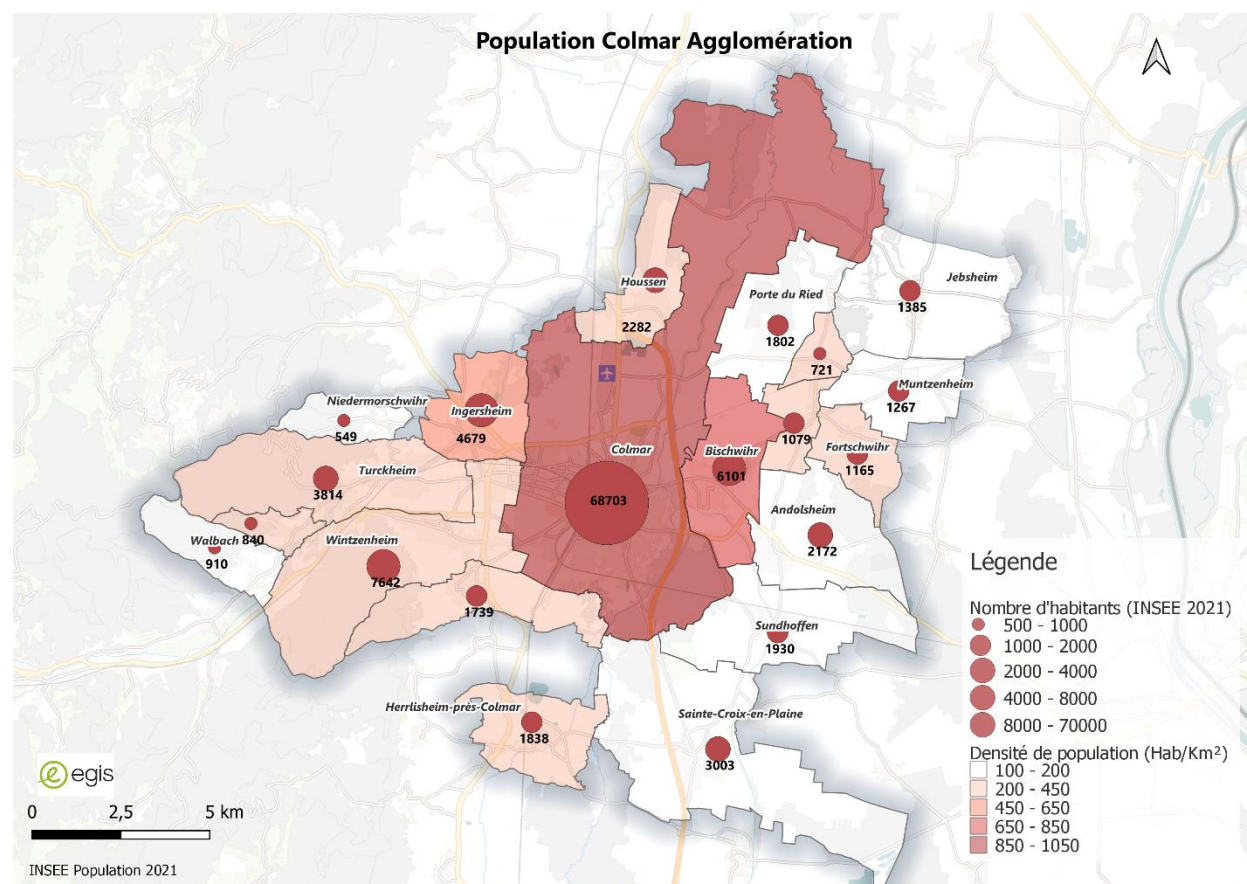 Population Colmar Agglomération
Houssen
2282
Porte du Ried
1802
Jebsheim
1385
721
Muntzenheim
1267
Niedermorschwihr
549
Ingersheim
4679
1079
Fortschwihr
1165
Colmar
68703
Bischwihr
6101
Turckheim
3814
Andolsheim
2172
Walbach
840
910
Wintzenheim
7642
1739
Sundhoffen
1930
Herrlisheim-près-Colmar
1838
Sainte-Croix-en-Plaine
3003
Légende
Nombre d'habitants (INSEE 2021)
500 - 1000
1000 - 2000
2000 - 4000
4000 - 8000
8000 - 70000
Densité de population (Hab/Km²)
100 - 200
200 - 450
450 - 650
650 - 850
850 - 1050
egis
0 2,5 5 km
INSEE Population 2021